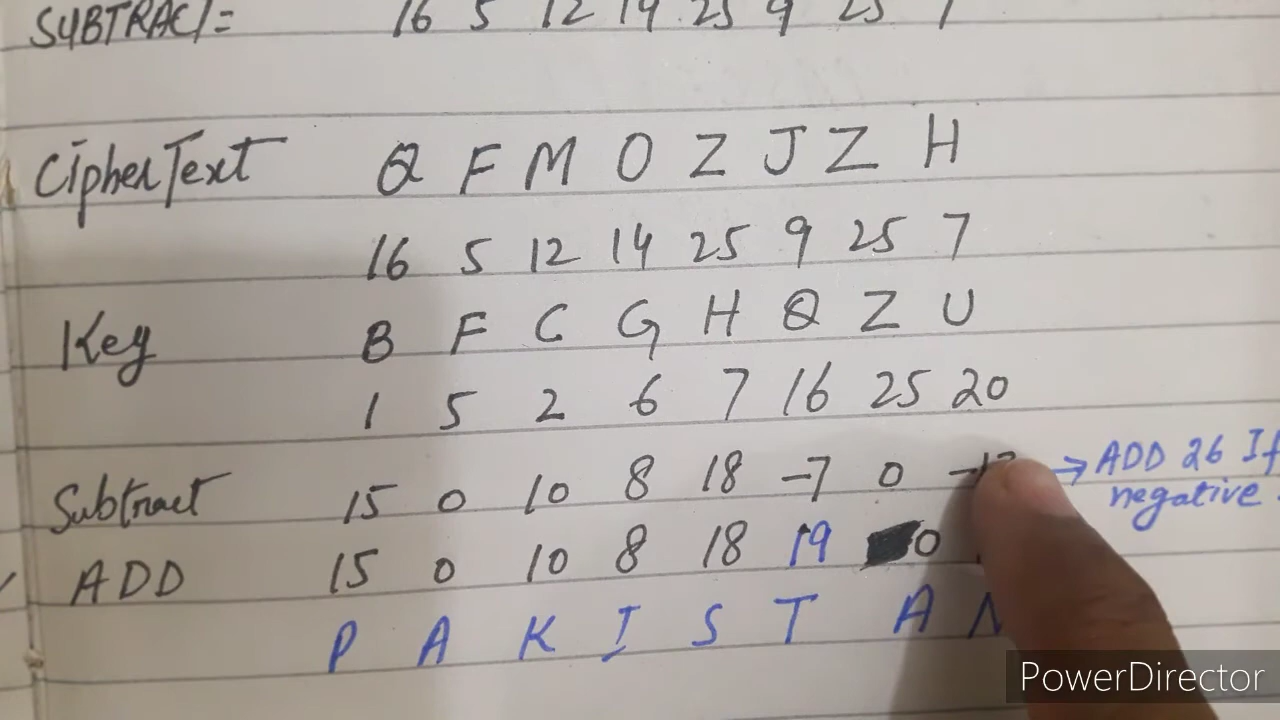 SUBTRACT= 16 5 12 14 25 9 25 7
CipherText Q F M O Z J Z H
16 5 12 14 25 9 25 7
Key B F C G H Q Z U
1 5 2 6 7 16 25 20
Subtract 15 0 10 8 18 -7 0 → ADD 26 If
negative.
ADD 15 0 10 8 18 19 0
P A K I S T A N
PowerDirector